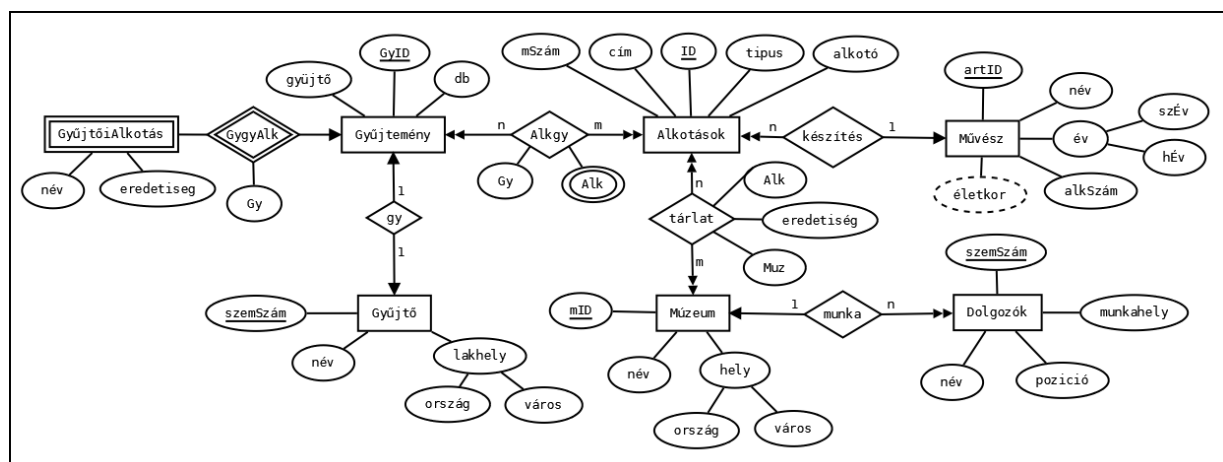 mSzám
cím
ID
tipus
alkotó
GyID
gyüjtő
db
artID
név
szÉv
év
hÉv
GyűjtőiAlkotás
GygyAlk
Gyűjtemény
n
Alkgy
m
Alkotások
n
készítés
1
Művész
név
eredetiseg
Gy
Gy
Alk
életkor
alkSzám
1
gy
1
n
Alk
tárlat
eredetiség
Muz
m
szemSzám
szemSzám
Gyűjtő
név
lakhely
ország
város
mID
Múzeum
1
munka
n
Dolgozók
munkahely
név
hely
ország
város
név
pozició